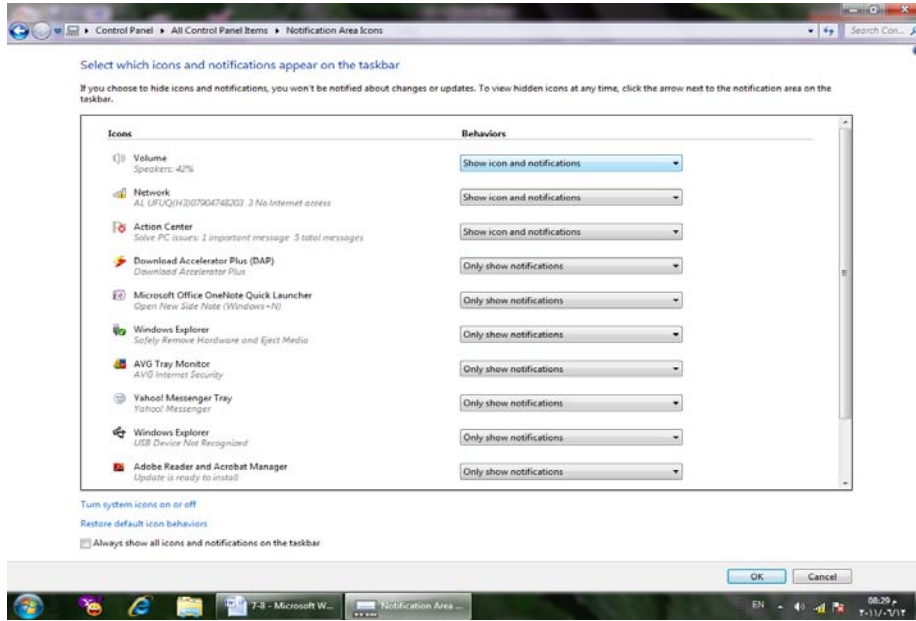 Control Panel ▸ All Control Panel Items ▸ Notification Area Icons
Search Con...
Select which icons and notifications appear on the taskbar
If you choose to hide icons and notifications, you won't be notified about changes or updates. To view hidden icons at any time, click the arrow next to the notification area on the
taskbar.
Icons Behaviors
Volume
Speakers: 42%
Show icon and notifications
Network
AL UFUQ(H3)07904748203 3 No Internet access
Show icon and notifications
Action Center
Solve PC issues: 1 important message 5 total messages
Show icon and notifications
Download Accelerator Plus (DAP)
Download Accelerator Plus
Only show notifications
Microsoft Office OneNote Quick Launcher
Open New Side Note (Windows+N)
Only show notifications
Windows Explorer
Safely Remove Hardware and Eject Media
Only show notifications
AVG Tray Monitor
AVG Internet Security
Only show notifications
Yahoo! Messenger Tray
Yahoo! Messenger
Only show notifications
Windows Explorer
USB Device Not Recognized
Only show notifications
Adobe Reader and Acrobat Manager
Update is ready to install
Only show notifications
Turn system icons on or off
Restore default icon behaviors
Always show all icons and notifications on the taskbar
OK Cancel
7-8 - Microsoft W...
Notification Area ...
EN
08:29 م
٢٠١١/٠٦/١٢